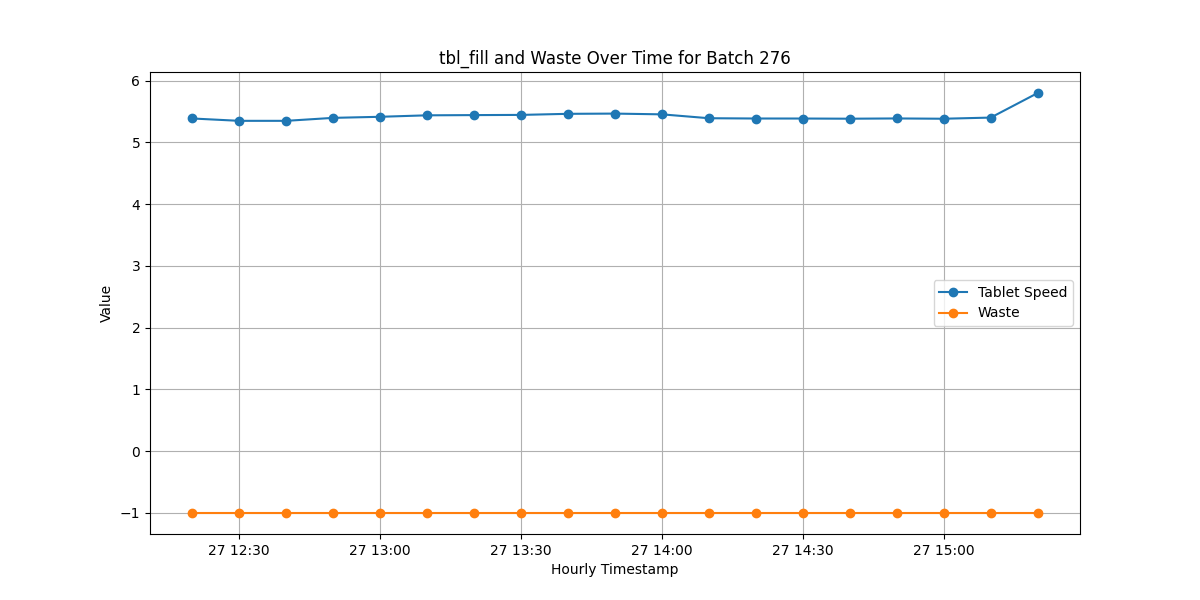 tbl_fill and Waste Over Time for Batch 276
6
5
4
3
2
1
0
−1
Value
Tablet Speed
Waste
27 12:30
27 13:00
27 13:30
27 14:00
27 14:30
27 15:00
Hourly Timestamp